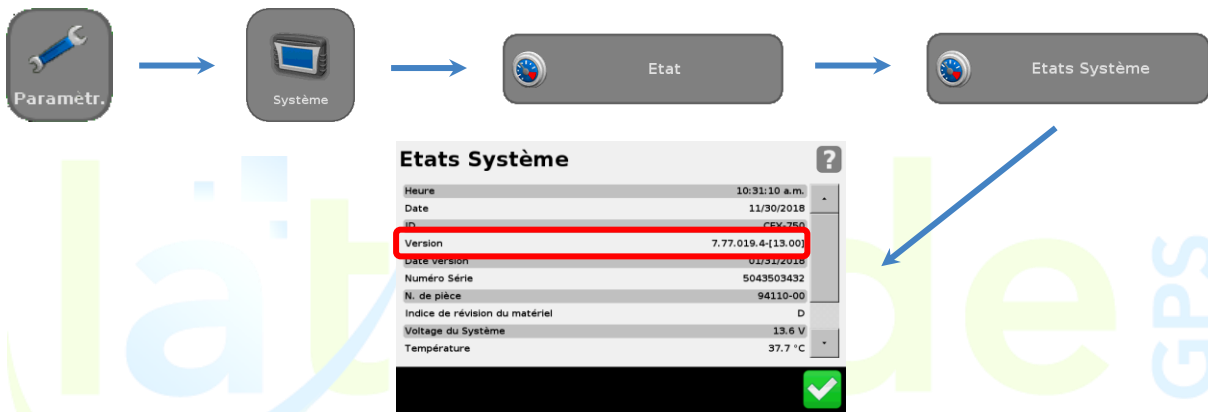 Paramètr.
Système
Etat
Etats Système
Etats Système ?
Heure 10:31:10 a.m.
Date 11/30/2018
ID CFX-750
Version 7.77.019.4-[13.00]
Date version 01/31/2018
Numéro Série 5043503432
N. de pièce 94110-00
Indice de révision du matériel D
Voltage du Système 13.6 V
Température 37.7 °C
GPS